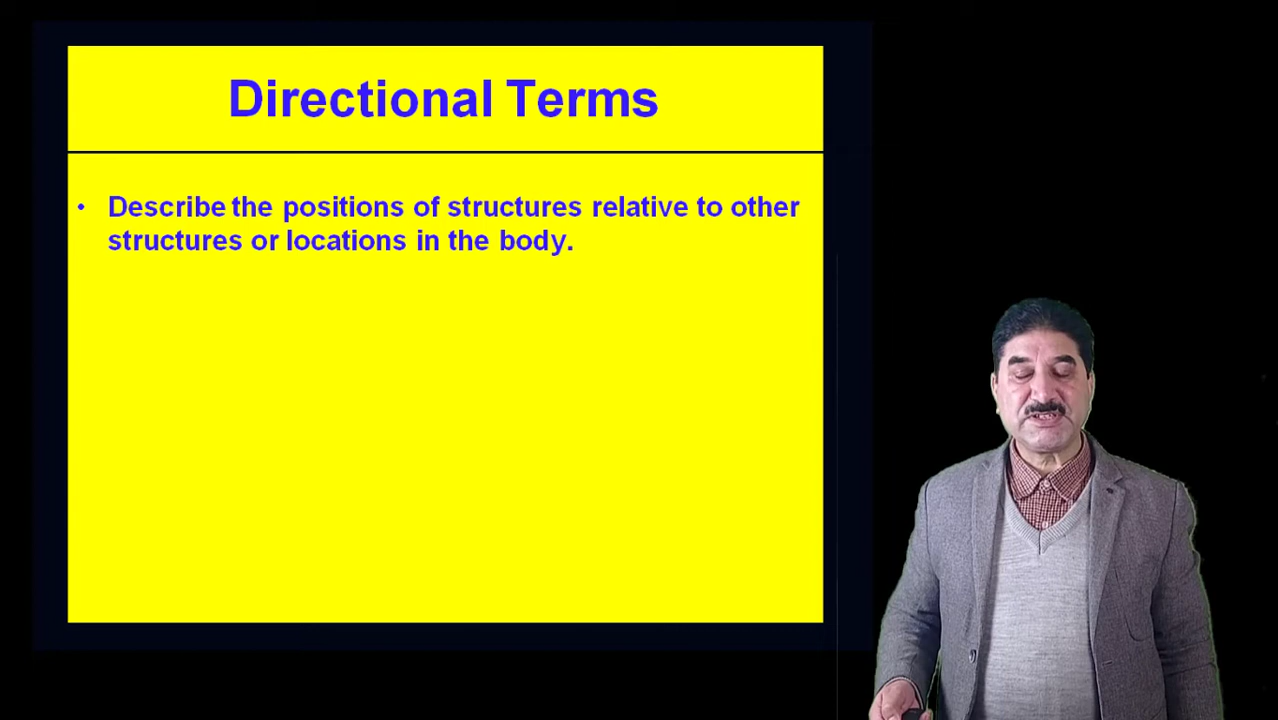 Directional Terms
• Describe the positions of structures relative to other
structures or locations in the body.